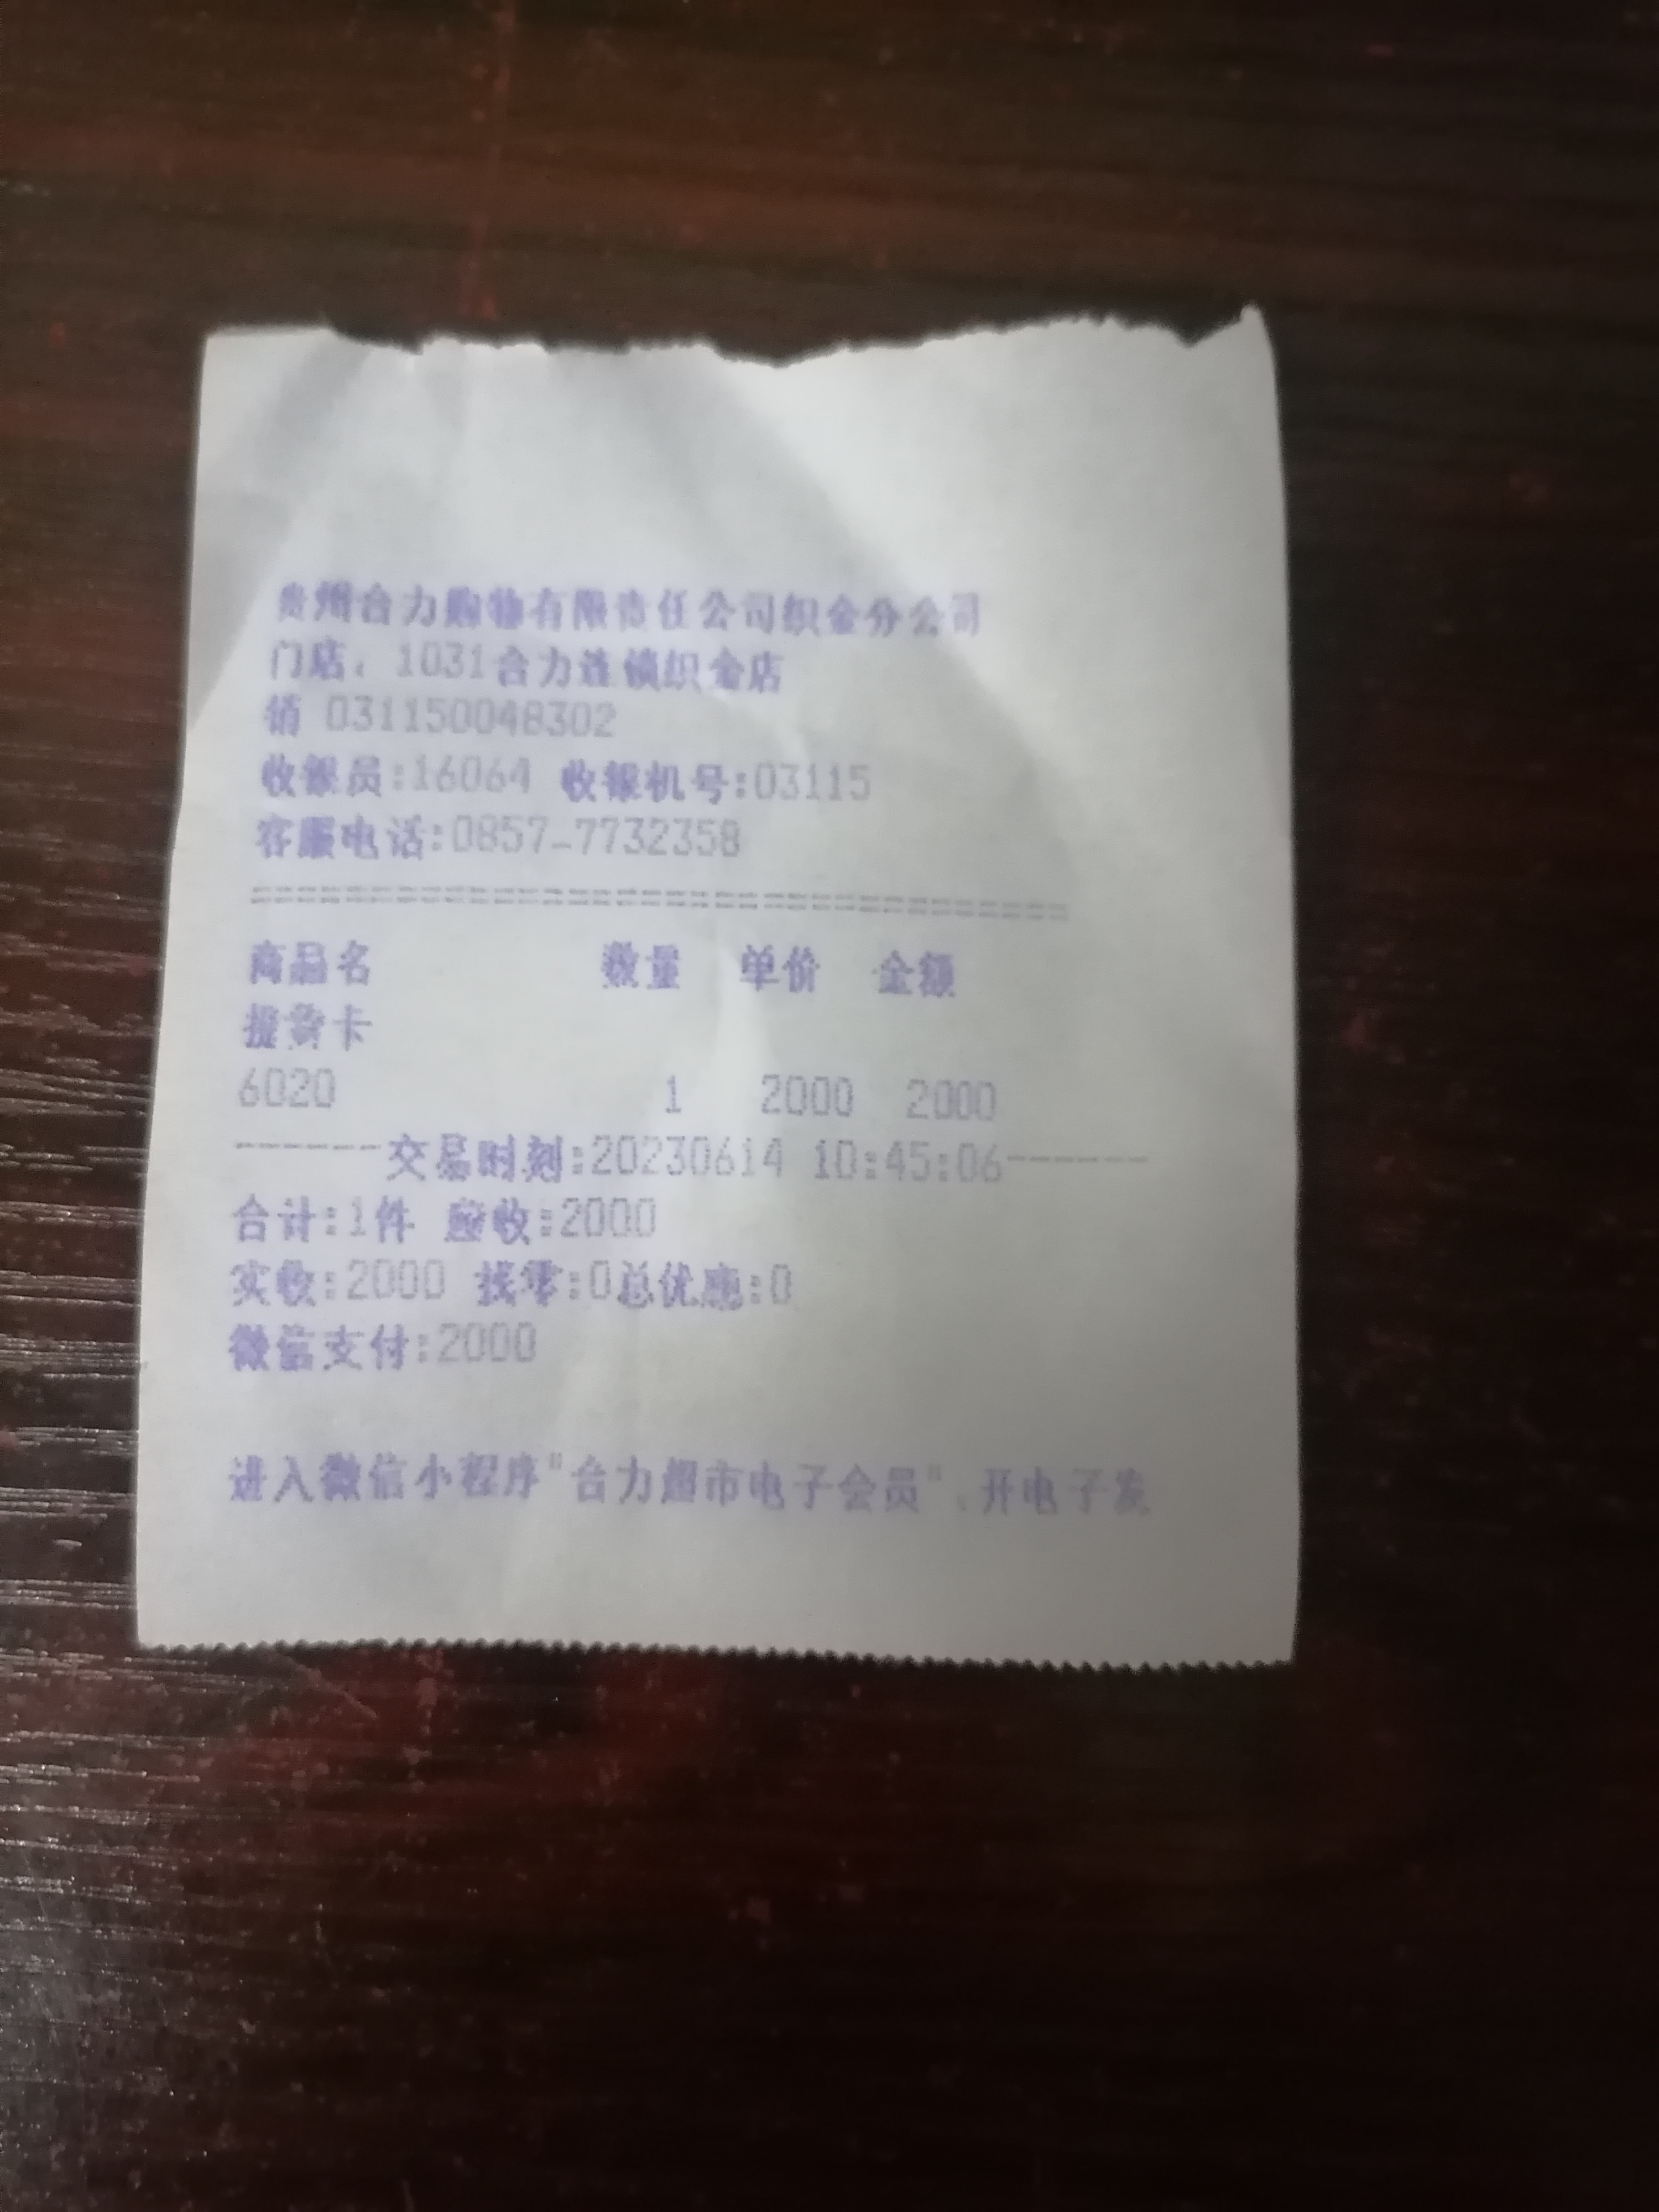 贵州合力购物有限责任公司织金分公司
门店：1031合力连锁织金店
销 031150048302
收银员:16064 收银机号:03115
客服电话:0857-7732358
================================
商品名 数量 单价 金额
提货卡
6020 1 2000 2000
------交易时刻:20230614 10:45:06------
合计:1件 应收:2000
实收:2000 找零:0总优惠:0
微信支付:2000
进入微信小程序"合力超市电子会员",开电子发